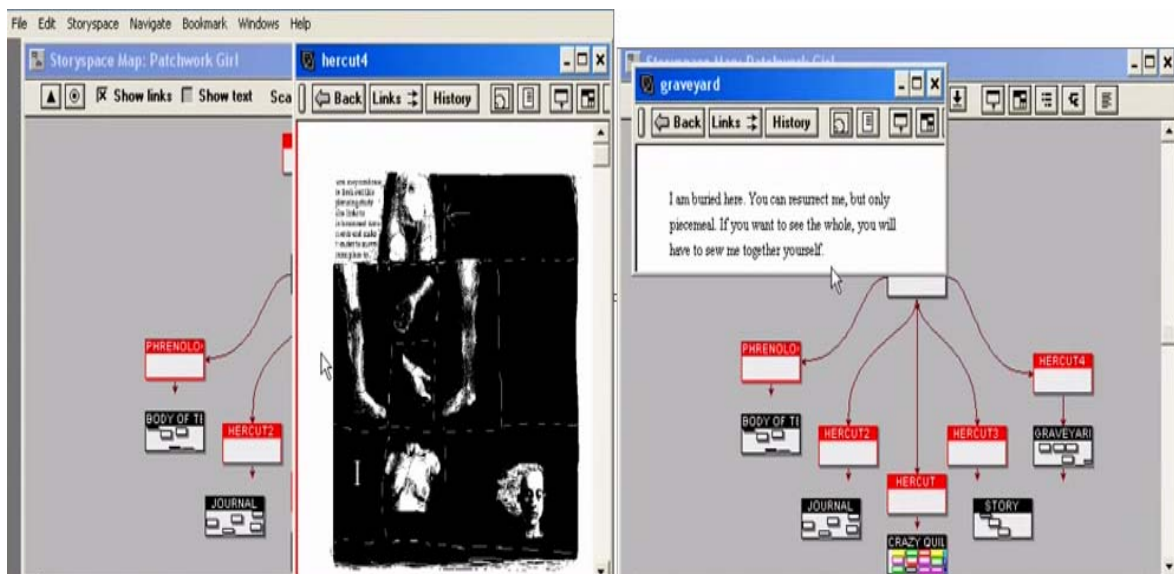 File Edit Storyspace Navigate Bookmark Windows Help
Storyspace Map: Patchwork Girl
Show links Show text Sca
PHRENOLO
BODY OF TE
HERCUT2
JOURNAL
hercut4
Back Links History
I
graveyard
Back Links History
I am buried here. You can resurrect me, but only
piecemeal. If you want to see the whole, you will
have to sew me together yourself.
PHRENOLO
HERCUT4
BODY OF TE
HERCUT2
HERCUT3
GRAVEYARI
HERCUT
JOURNAL
STORY
CRAZY QUIL